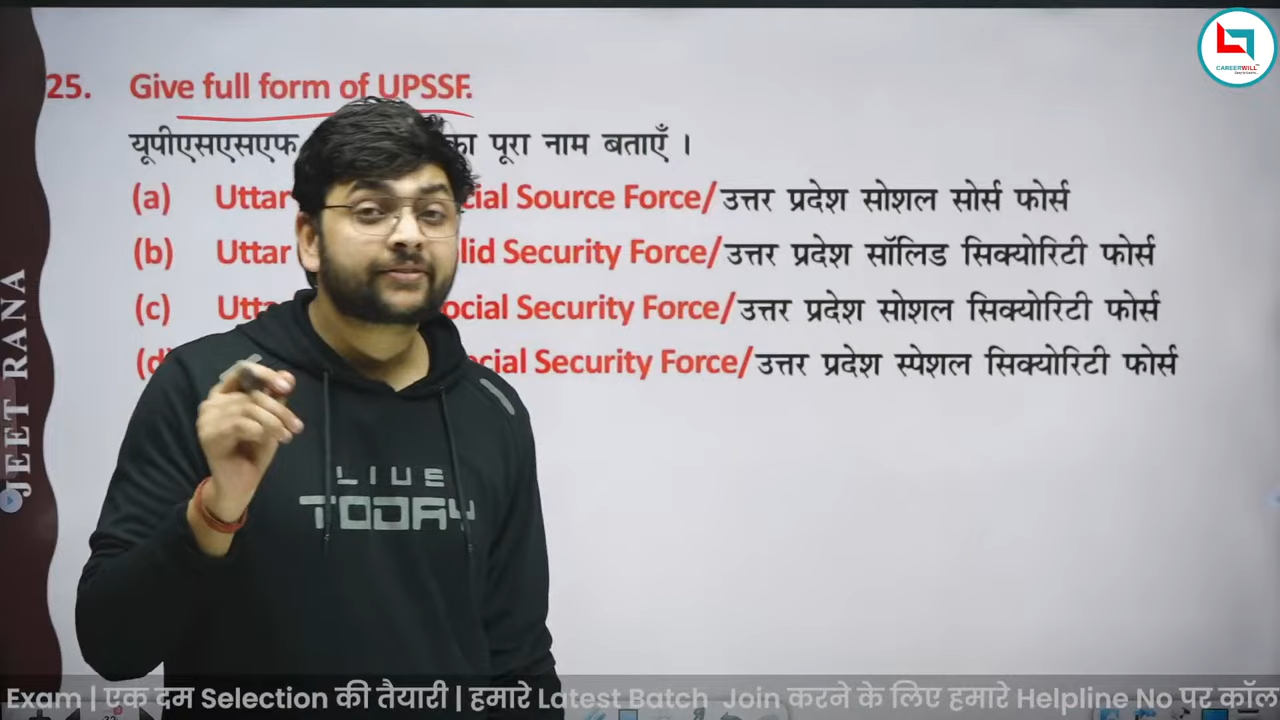 CAREERWILL
25. Give full form of UPSSF.
यूपीएसएसएफ का पूरा नाम बताएँ ।
(a) Uttar cial Source Force/उत्तर प्रदेश सोशल सोर्स फोर्स
(b) Uttar lid Security Force/उत्तर प्रदेश सॉलिड सिक्योरिटी फोर्स
(c) Utta ocial Security Force/उत्तर प्रदेश सोशल सिक्योरिटी फोर्स
(d) cial Security Force/उत्तर प्रदेश स्पेशल सिक्योरिटी फोर्स
JEET RANA
LIVE
TODAY
Exam | एक दम Selection की तैयारी | हमारे Latest Batch Join करने के लिए हमारे Helpline No पर कॉल